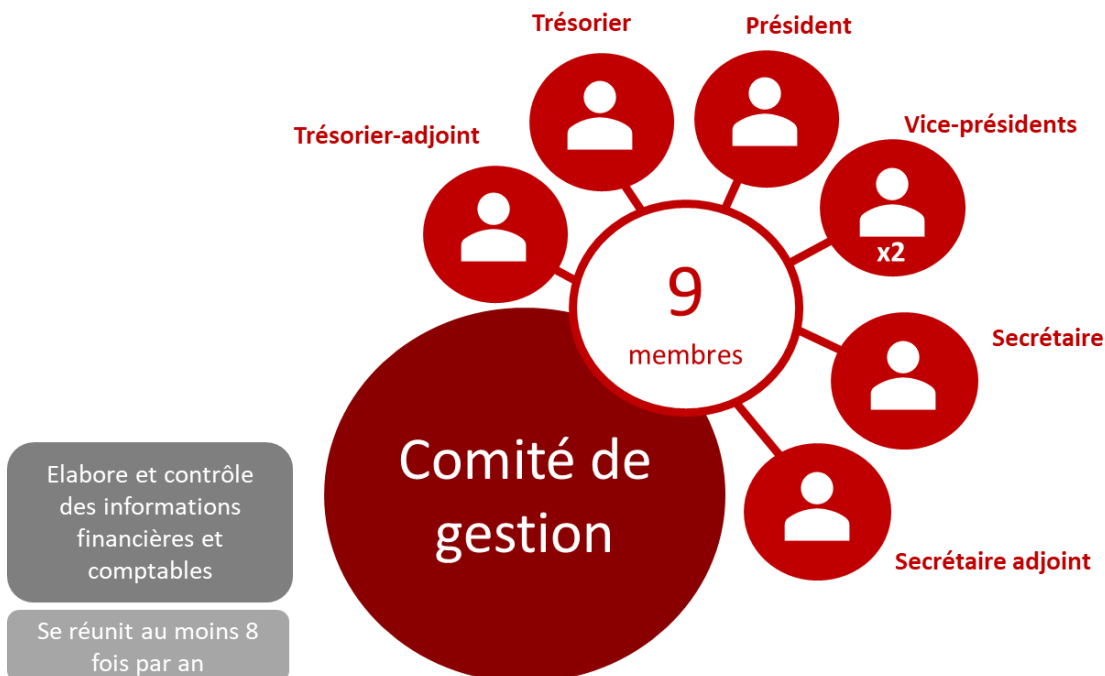 Trésorier
Président
Trésorier-adjoint
Vice-présidents
x2
9
membres
Secrétaire
Comité de
gestion
Secrétaire adjoint
Elabore et contrôle
des informations
financières et
comptables
Se réunit au moins 8
fois par an